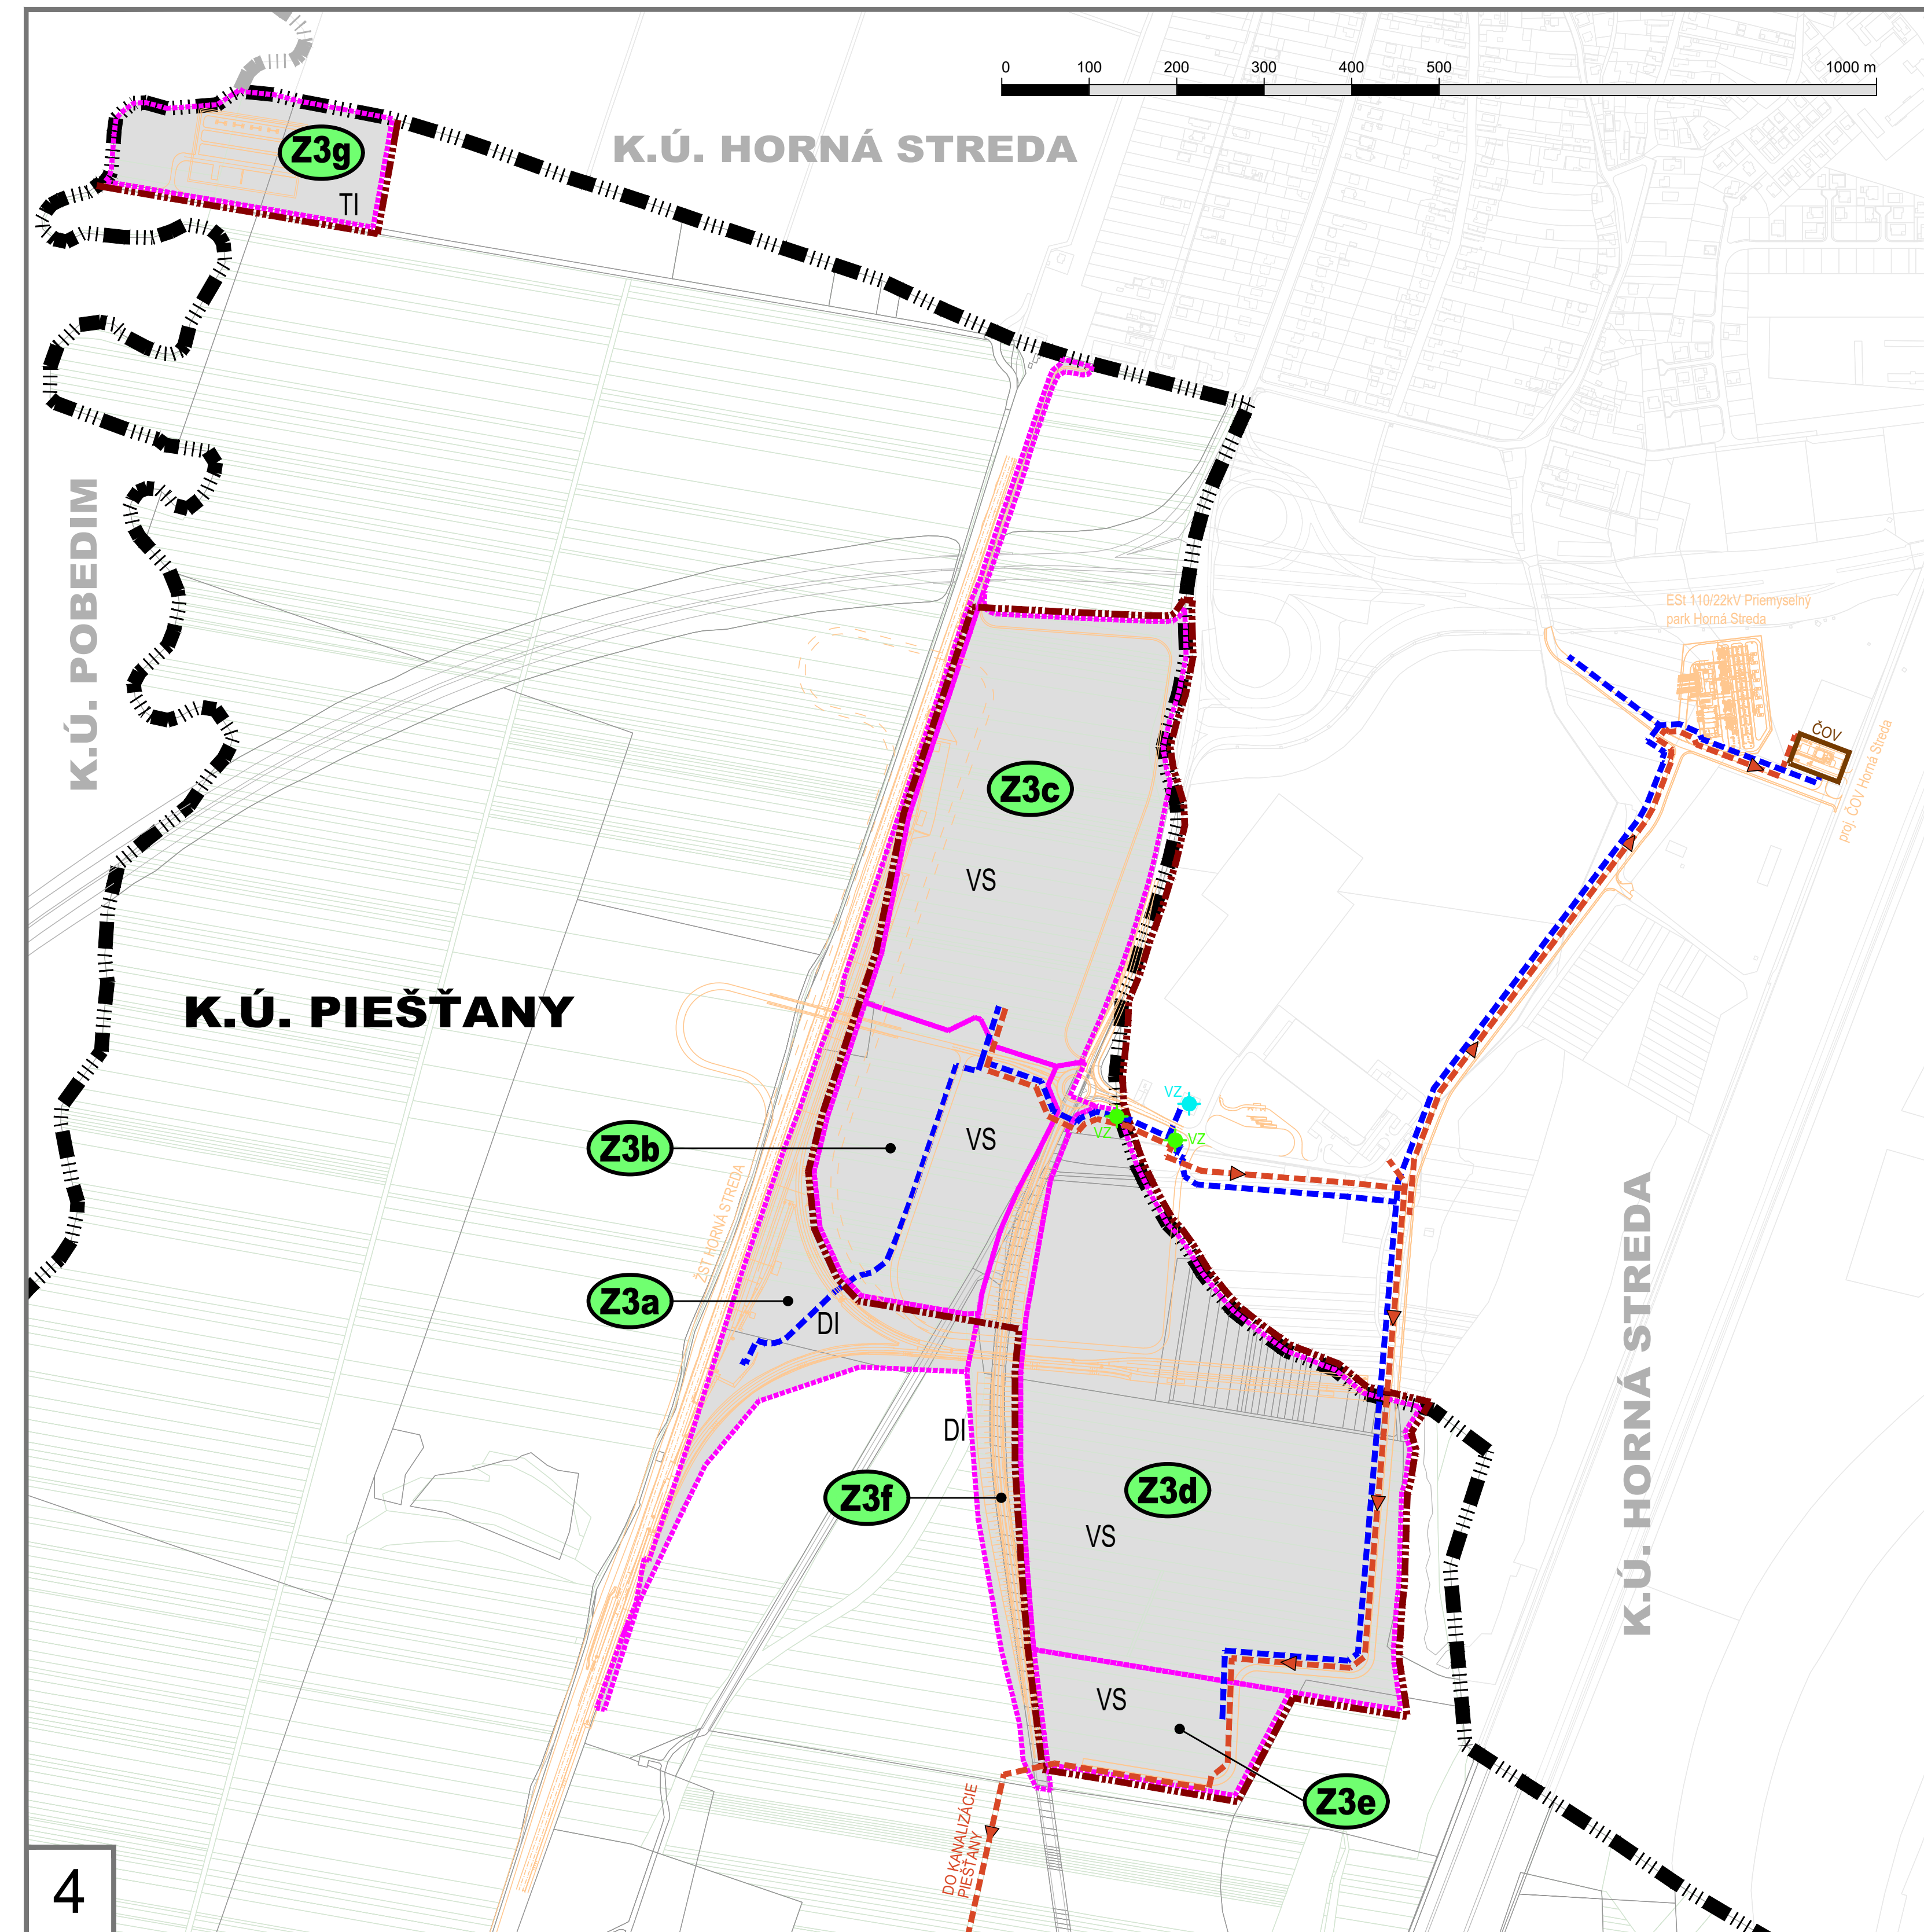 0 100 200 300 400 500 1000 m
K.Ú. HORNÁ STREDA
Z3g
TI
K.Ú. POBEDIM
ESt 110/22kV Priemyselný
park Horná Streda
ČOV
proj. ČOV Horná Streda
Z3c
VS
K.Ú. PIEŠŤANY
VZ
VZ
VZ
Z3b
VS
ŽST HORNÁ STREDA
Z3a
DI
K.Ú. HORNÁ STREDA
DI
Z3f
Z3d
VS
VS
Z3e
DO KANALIZÁCIE
PIEŠŤANY
4